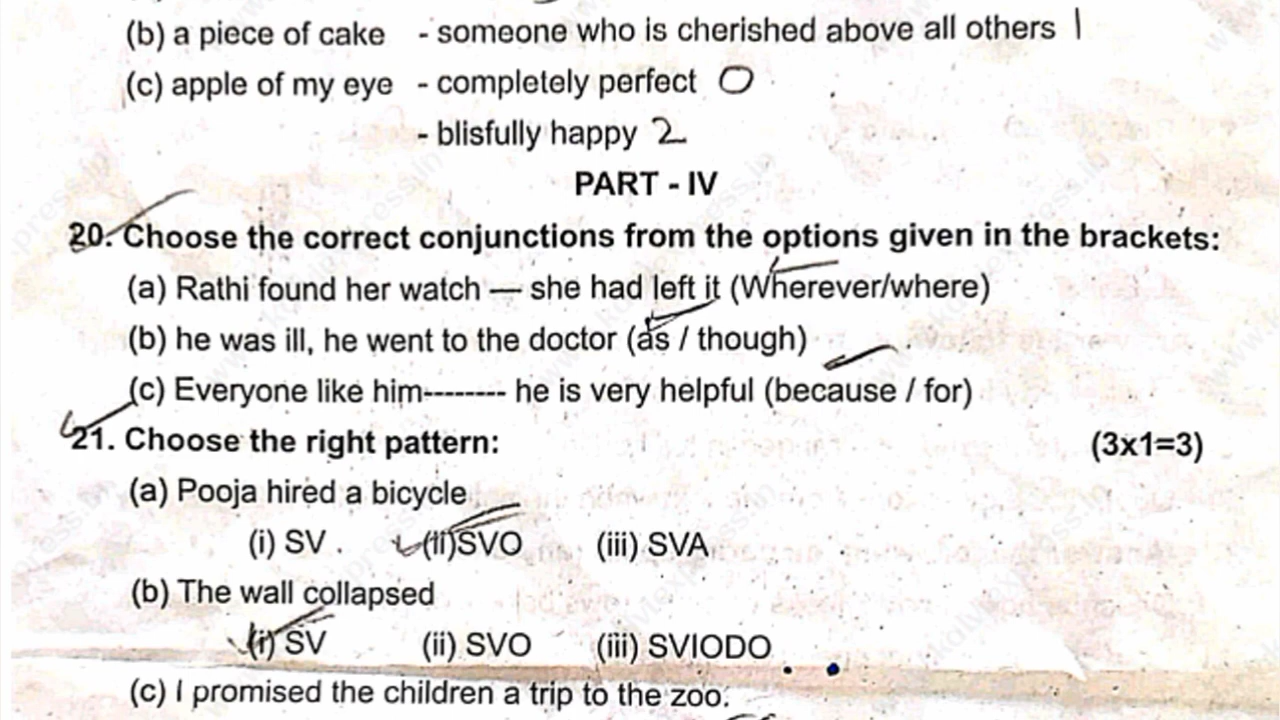 (b) a piece of cake - someone who is cherished above all others 1
(c) apple of my eye - completely perfect 0
- blisfully happy 2
PART - IV
20. Choose the correct conjunctions from the options given in the brackets:
(a) Rathi found her watch — she had left it (Wherever/where)
(b) he was ill, he went to the doctor (as / though)
(c) Everyone like him-------- he is very helpful (because / for)
21. Choose the right pattern: (3x1=3)
(a) Pooja hired a bicycle
(i) SV . (ii) SVO (iii) SVA
(b) The wall collapsed
(i) SV (ii) SVO (iii) SVIODO
(c) I promised the children a trip to the zoo.